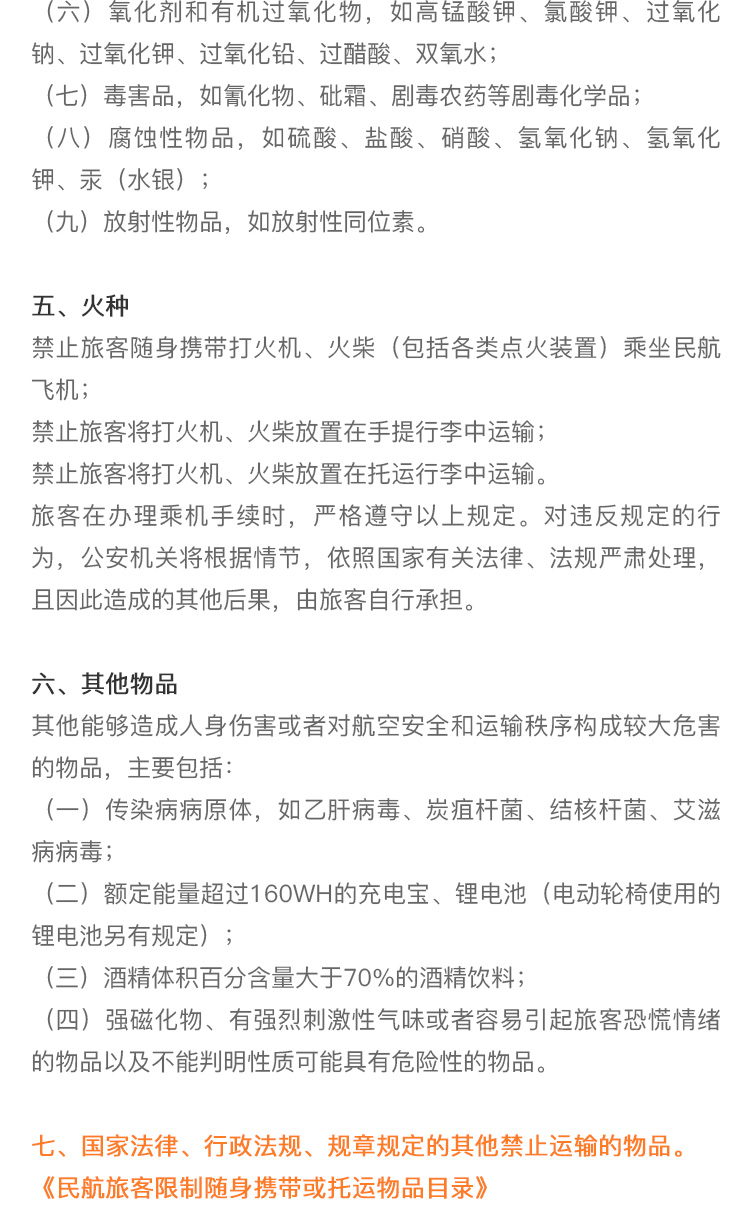 （六）氧化剂和有机过氧化物，如高锰酸钾、氯酸钾、过氧化
钠、过氧化钾、过氧化铅、过醋酸、双氧水；
（七）毒害品，如氰化物、砒霜、剧毒农药等剧毒化学品；
（八）腐蚀性物品，如硫酸、盐酸、硝酸、氢氧化钠、氢氧化
钾、汞（水银）；
（九）放射性物品，如放射性同位素。
五、火种
禁止旅客随身携带打火机、火柴（包括各类点火装置）乘坐民航
飞机；
禁止旅客将打火机、火柴放置在手提行李中运输；
禁止旅客将打火机、火柴放置在托运行李中运输。
旅客在办理乘机手续时，严格遵守以上规定。对违反规定的行
为，公安机关将根据情节，依照国家有关法律、法规严肃处理，
且因此造成的其他后果，由旅客自行承担。
六、其他物品
其他能够造成人身伤害或者对航空安全和运输秩序构成较大危害
的物品，主要包括：
（一）传染病病原体，如乙肝病毒、炭疽杆菌、结核杆菌、艾滋
病病毒；
（二）额定能量超过160WH的充电宝、锂电池（电动轮椅使用的
锂电池另有规定）；
（三）酒精体积百分含量大于70%的酒精饮料；
（四）强磁化物、有强烈刺激性气味或者容易引起旅客恐慌情绪
的物品以及不能判明性质可能具有危险性的物品。
七、国家法律、行政法规、规章规定的其他禁止运输的物品。
《民航旅客限制随身携带或托运物品目录》